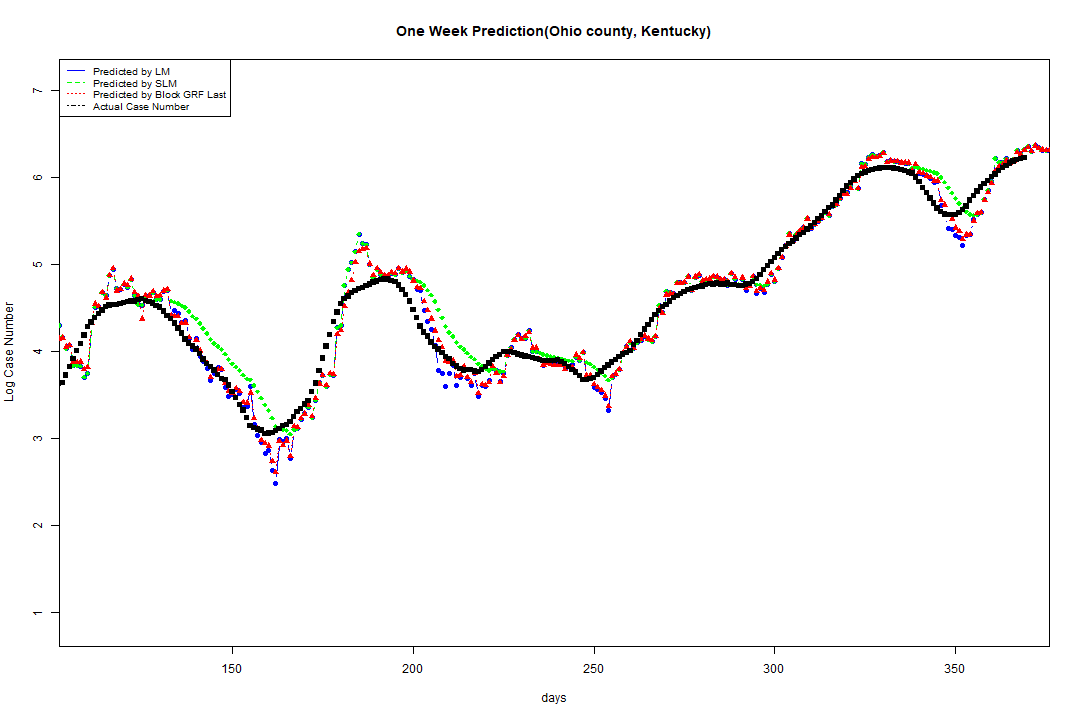 One Week Prediction(Ohio county, Kentucky)
Predicted by LM
Predicted by SLM
Predicted by Block GRF Last
Actual Case Number
7
6
5
4
3
2
1
Log Case Number
150 200 250 300 350
days